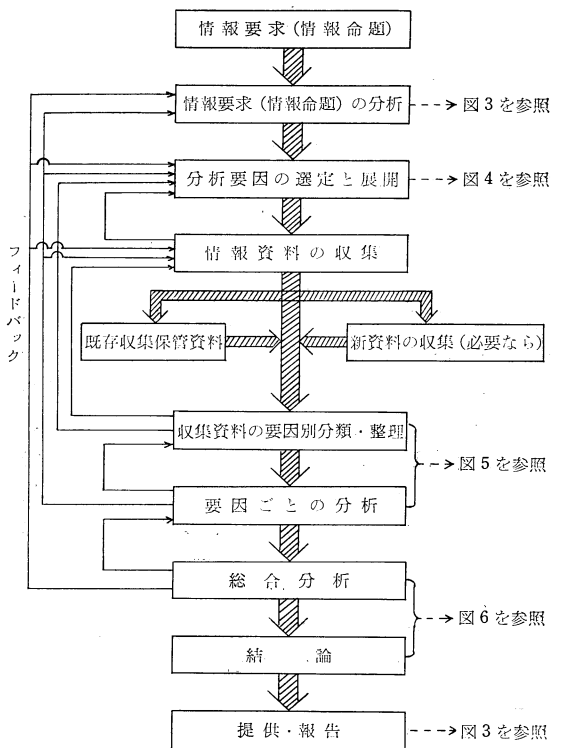 情報要求(情報命題)
情報要求(情報命題)の分析
図3を参照
分析要因の選定と展開
図4を参照
情報資料の収集
フィードバック
既存収集保管資料
新資料の収集(必要なら)
収集資料の要因別分類・整理
図5を参照
要因ごとの分析
総合分析
図6を参照
結論
提供・報告
図3を参照